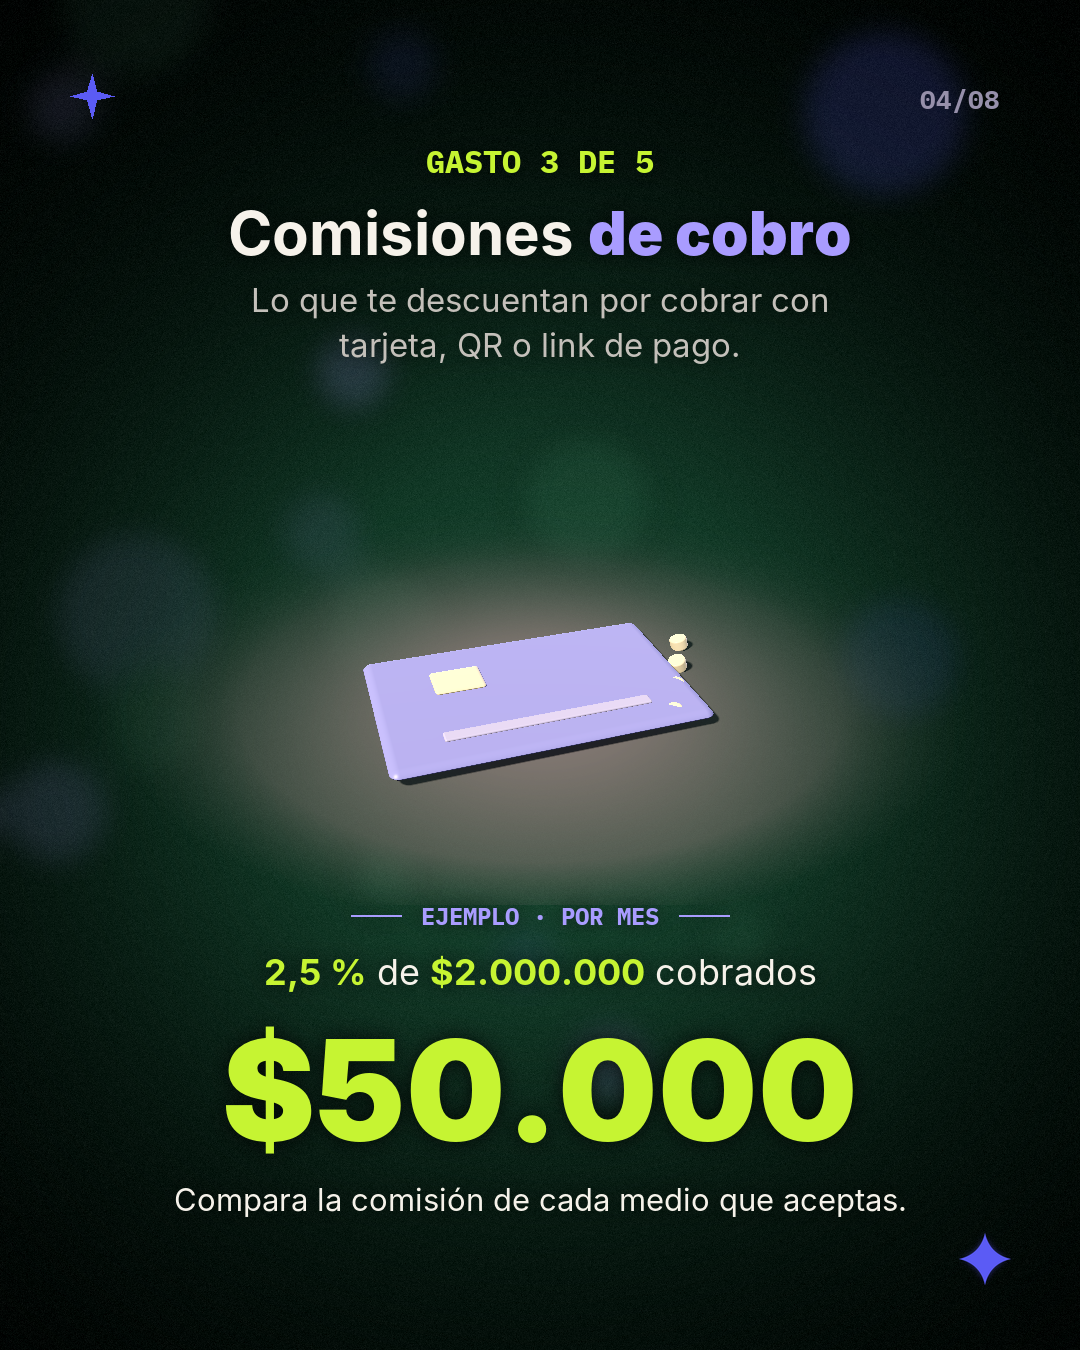 04/08
GASTO 3 DE 5
Comisiones de cobro
Lo que te descuentan por cobrar con
tarjeta, QR o link de pago.
EJEMPLO · POR MES
2,5 % de $2.000.000 cobrados
$50.000
Compara la comisión de cada medio que aceptas.